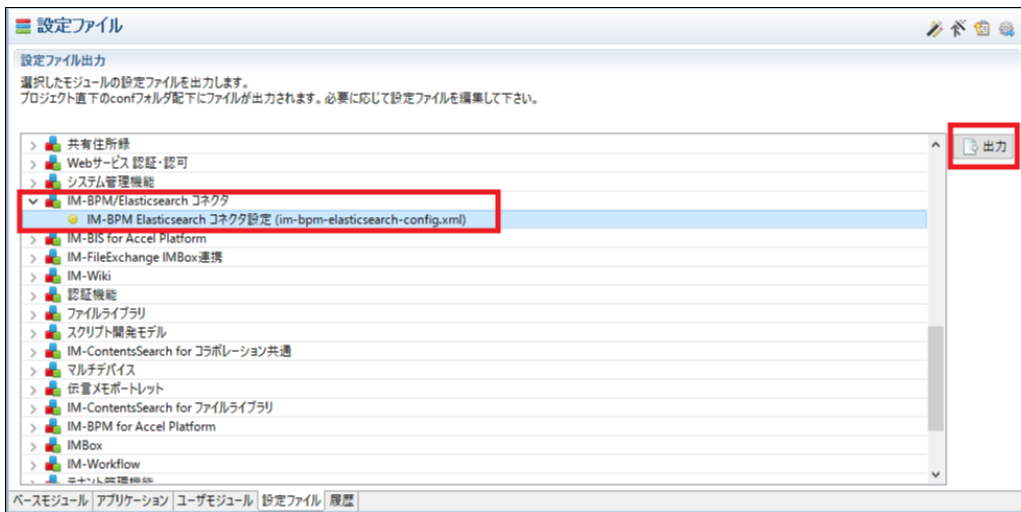 設定ファイル
設定ファイル出力
選択したモジュールの設定ファイルを出力します。
プロジェクト直下のconfフォルダ配下にファイルが出力されます。必要に応じて設定ファイルを編集して下さい。
共有住所録
出力
Webサービス 認証・認可
システム管理機能
IM-BPM/Elasticsearch コネクタ
IM-BPM Elasticsearch コネクタ設定 (im-bpm-elasticsearch-config.xml)
IM-BIS for Accel Platform
IM-FileExchange IMBox連携
IM-Wiki
認証機能
ファイルライブラリ
スクリプト開発モデル
IM-ContentsSearch for コラボレーション共通
マルチデバイス
伝言メモポートレット
IM-ContentsSearch for ファイルライブラリ
IM-BPM for Accel Platform
IMBox
IM-Workflow
テナント管理機能
ベースモジュール アプリケーション ユーザモジュール 設定ファイル 履歴